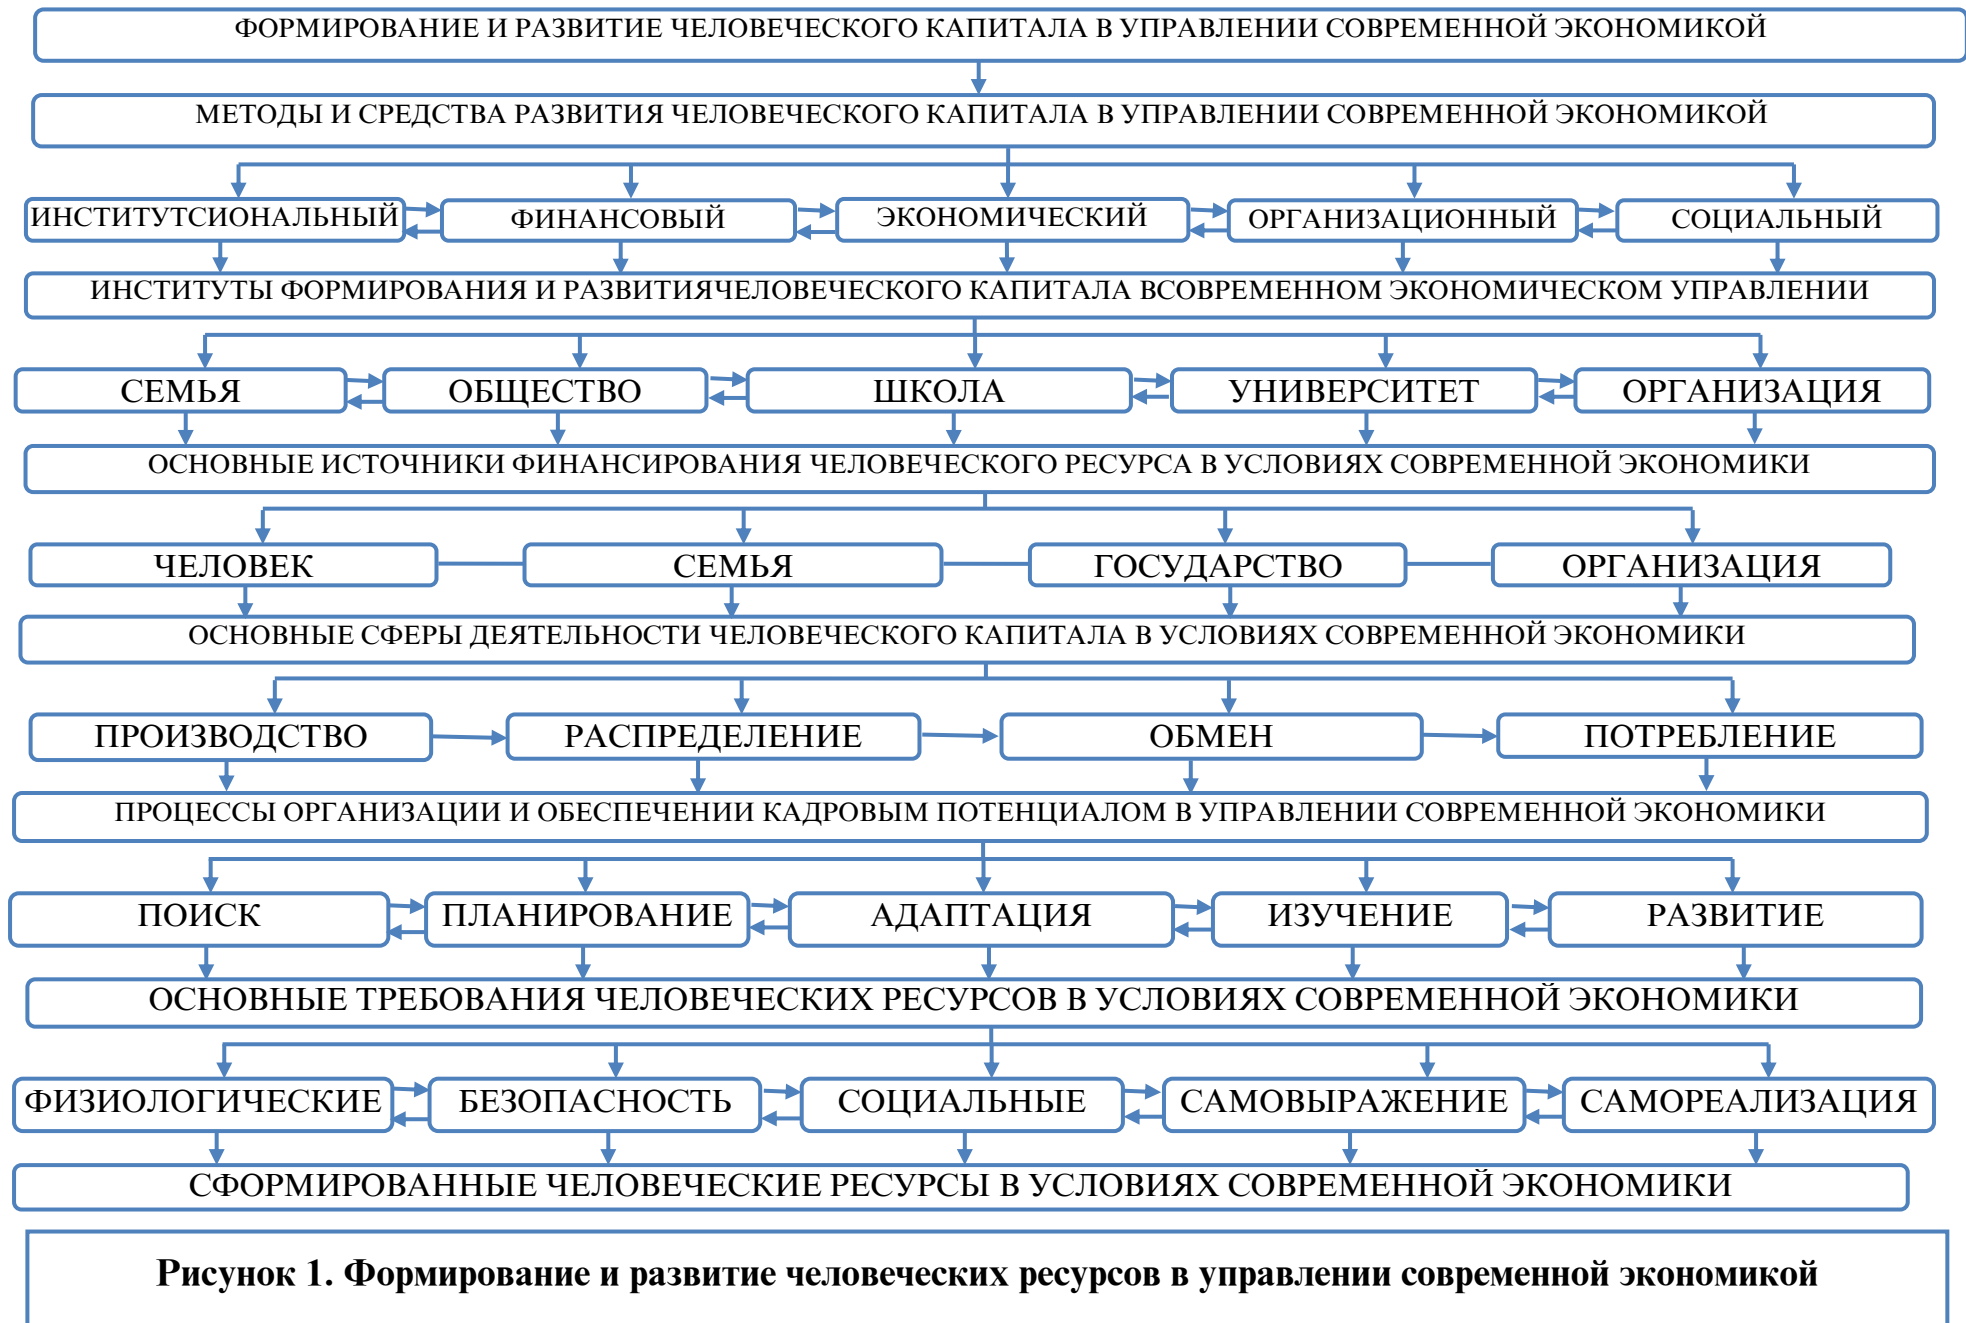 ФОРМИРОВАНИЕ И РАЗВИТИЕ ЧЕЛОВЕЧЕСКОГО КАПИТАЛА В УПРАВЛЕНИИ СОВРЕМЕННОЙ ЭКОНОМИКОЙ
МЕТОДЫ И СРЕДСТВА РАЗВИТИЯ ЧЕЛОВЕЧЕСКОГО КАПИТАЛА В УПРАВЛЕНИИ СОВРЕМЕННОЙ ЭКОНОМИКОЙ
ИНСТИТУТСИОНАЛЬНЫЙ ФИНАНСОВЫЙ ЭКОНОМИЧЕСКИЙ ОРГАНИЗАЦИОННЫЙ СОЦИАЛЬНЫЙ
ИНСТИТУТЫ ФОРМИРОВАНИЯ И РАЗВИТИЯЧЕЛОВЕЧЕСКОГО КАПИТАЛА ВСОВРЕМЕННОМ ЭКОНОМИЧЕСКОМ УПРАВЛЕНИИ
СЕМЬЯ ОБЩЕСТВО ШКОЛА УНИВЕРСИТЕТ ОРГАНИЗАЦИЯ
ОСНОВНЫЕ ИСТОЧНИКИ ФИНАНСИРОВАНИЯ ЧЕЛОВЕЧЕСКОГО РЕСУРСА В УСЛОВИЯХ СОВРЕМЕННОЙ ЭКОНОМИКИ
ЧЕЛОВЕК СЕМЬЯ ГОСУДАРСТВО ОРГАНИЗАЦИЯ
ОСНОВНЫЕ СФЕРЫ ДЕЯТЕЛЬНОСТИ ЧЕЛОВЕЧЕСКОГО КАПИТАЛА В УСЛОВИЯХ СОВРЕМЕННОЙ ЭКОНОМИКИ
ПРОИЗВОДСТВО РАСПРЕДЕЛЕНИЕ ОБМЕН ПОТРЕБЛЕНИЕ
ПРОЦЕССЫ ОРГАНИЗАЦИИ И ОБЕСПЕЧЕНИИ КАДРОВЫМ ПОТЕНЦИАЛОМ В УПРАВЛЕНИИ СОВРЕМЕННОЙ ЭКОНОМИКИ
ПОИСК ПЛАНИРОВАНИЕ АДАПТАЦИЯ ИЗУЧЕНИЕ РАЗВИТИЕ
ОСНОВНЫЕ ТРЕБОВАНИЯ ЧЕЛОВЕЧЕСКИХ РЕСУРСОВ В УСЛОВИЯХ СОВРЕМЕННОЙ ЭКОНОМИКИ
ФИЗИОЛОГИЧЕСКИЕ БЕЗОПАСНОСТЬ СОЦИАЛЬНЫЕ САМОВЫРАЖЕНИЕ САМОРЕАЛИЗАЦИЯ
СФОРМИРОВАННЫЕ ЧЕЛОВЕЧЕСКИЕ РЕСУРСЫ В УСЛОВИЯХ СОВРЕМЕННОЙ ЭКОНОМИКИ
Рисунок 1. Формирование и развитие человеческих ресурсов в управлении современной экономикой